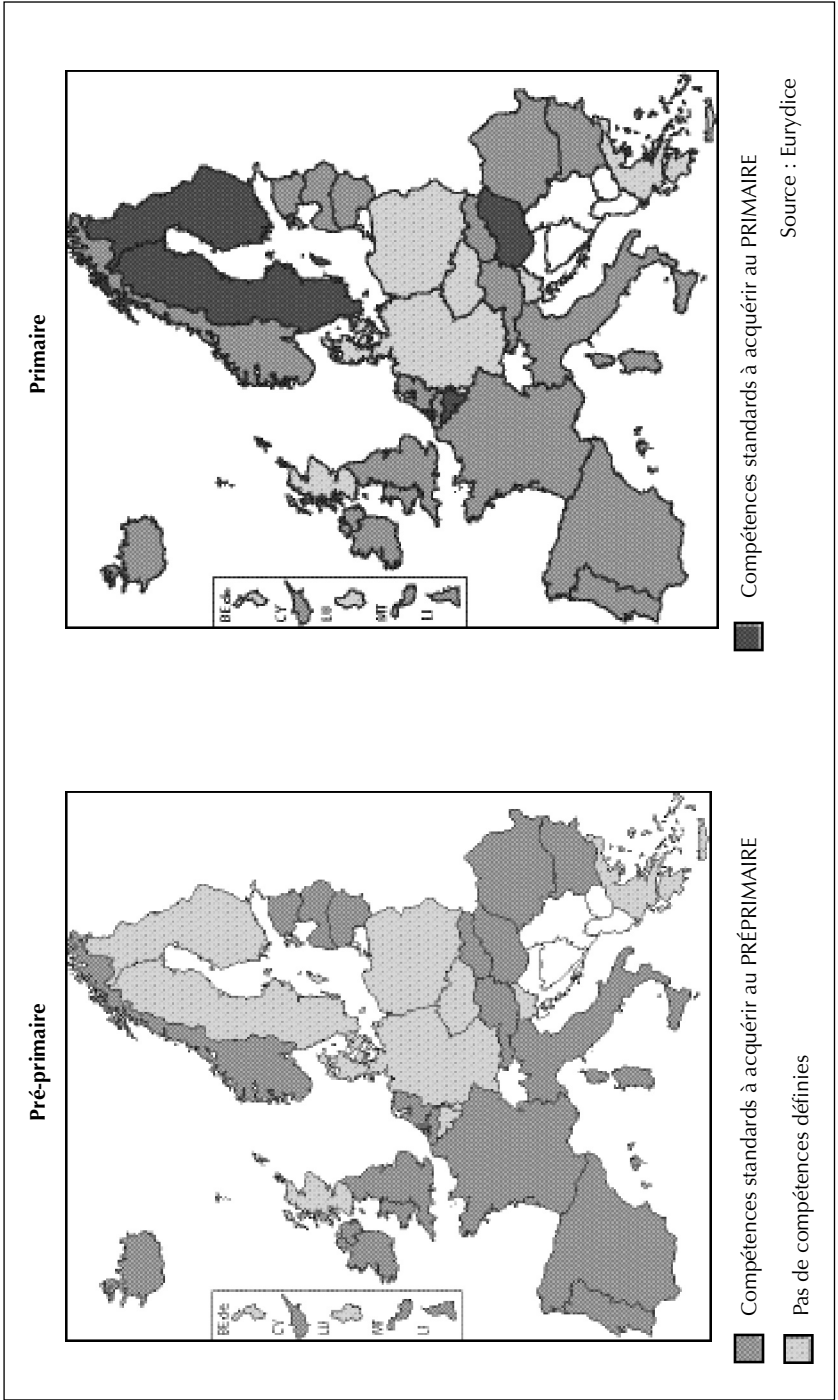 Pré-primaire
BE de
CY
LU
MT
LI
Compétences standards à acquérir au PRÉPRIMAIRE
Pas de compétences définies
Primaire
BE de
CY
LU
MT
LI
Compétences standards à acquérir au PRIMAIRE
Source : Eurydice